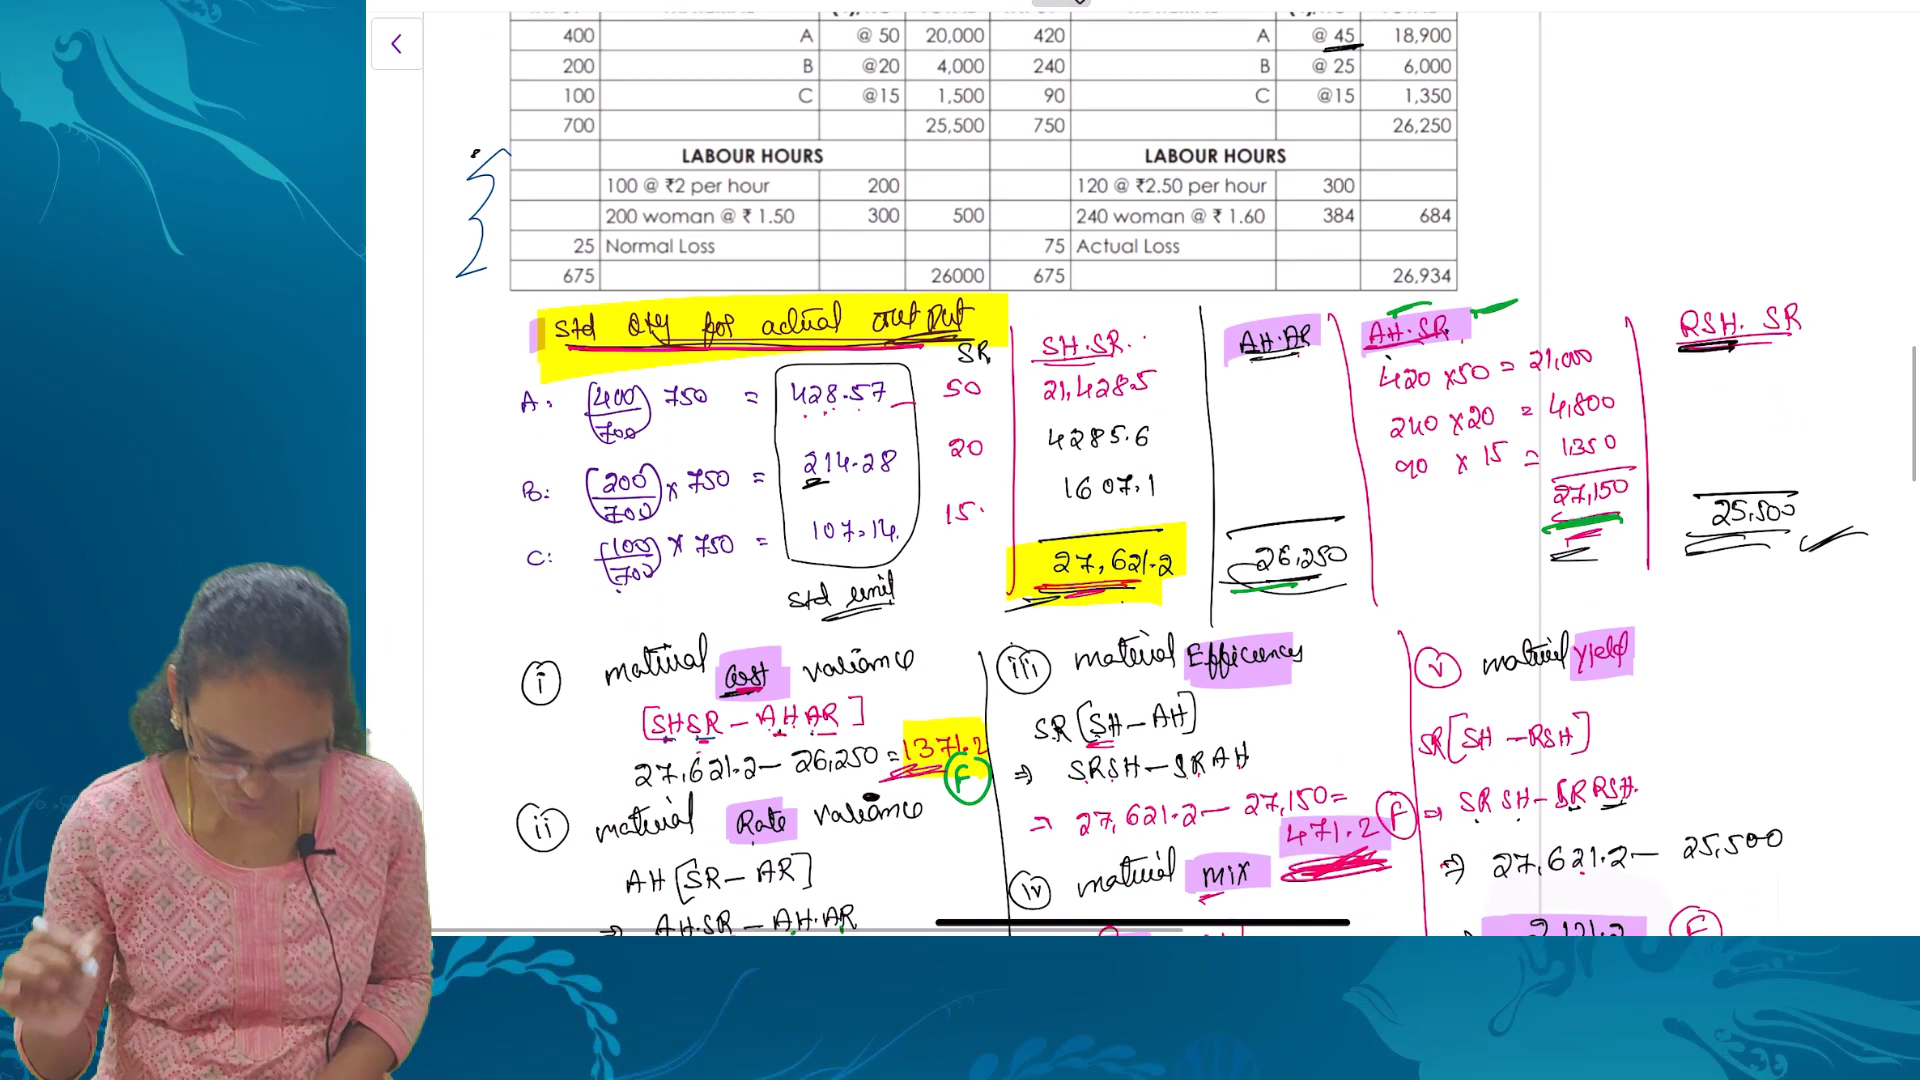 400 A @ 50 20,000 420 A @ 45 18,900
200 B @20 4,000 240 B @ 25 6,000
100 C @15 1,500 90 C @15 1,350
700 25,500 750 26,250
LABOUR HOURS LABOUR HOURS
100 @ ₹2 per hour 200 120 @ ₹2.50 per hour 300
200 woman @ ₹ 1.50 300 500 240 woman @ ₹ 1.60 384 684
25 Normal Loss 75 Actual Loss
675 26000 675 26,934
Std Qty for actual output
SR SH.SR. AH.AR AH.SR. RSH.SR
A: (400/700) 750 = 428.57 50 21,428.5 420 x50 = 21,000
B: (200/700) x 750 = 214.28 20 4285.6 240 x20 = 4,800
C: (100/700) x 750 = 107.14. 15. 1607.1 90 x 15 = 1350
27,150
25,500
27,621.2 26,250
Std unit
i material Cost variance
[SHSR – AHAR]
27,621.2 – 26,250 = 1371.2 F
ii material Rate variance
AH[SR – AR]
⇒ AH.SR – AH.AR
iii material Efficiency
SR[SH – AH]
⇒ SRSH – SRAH
⇒ 27,621.2 – 27,150 =
471.2 F
iv material mix
v material Yield
SR[SH – RSH]
⇒ SRSH – SR RSH.
⇒ 27,621.2 – 25,500
F